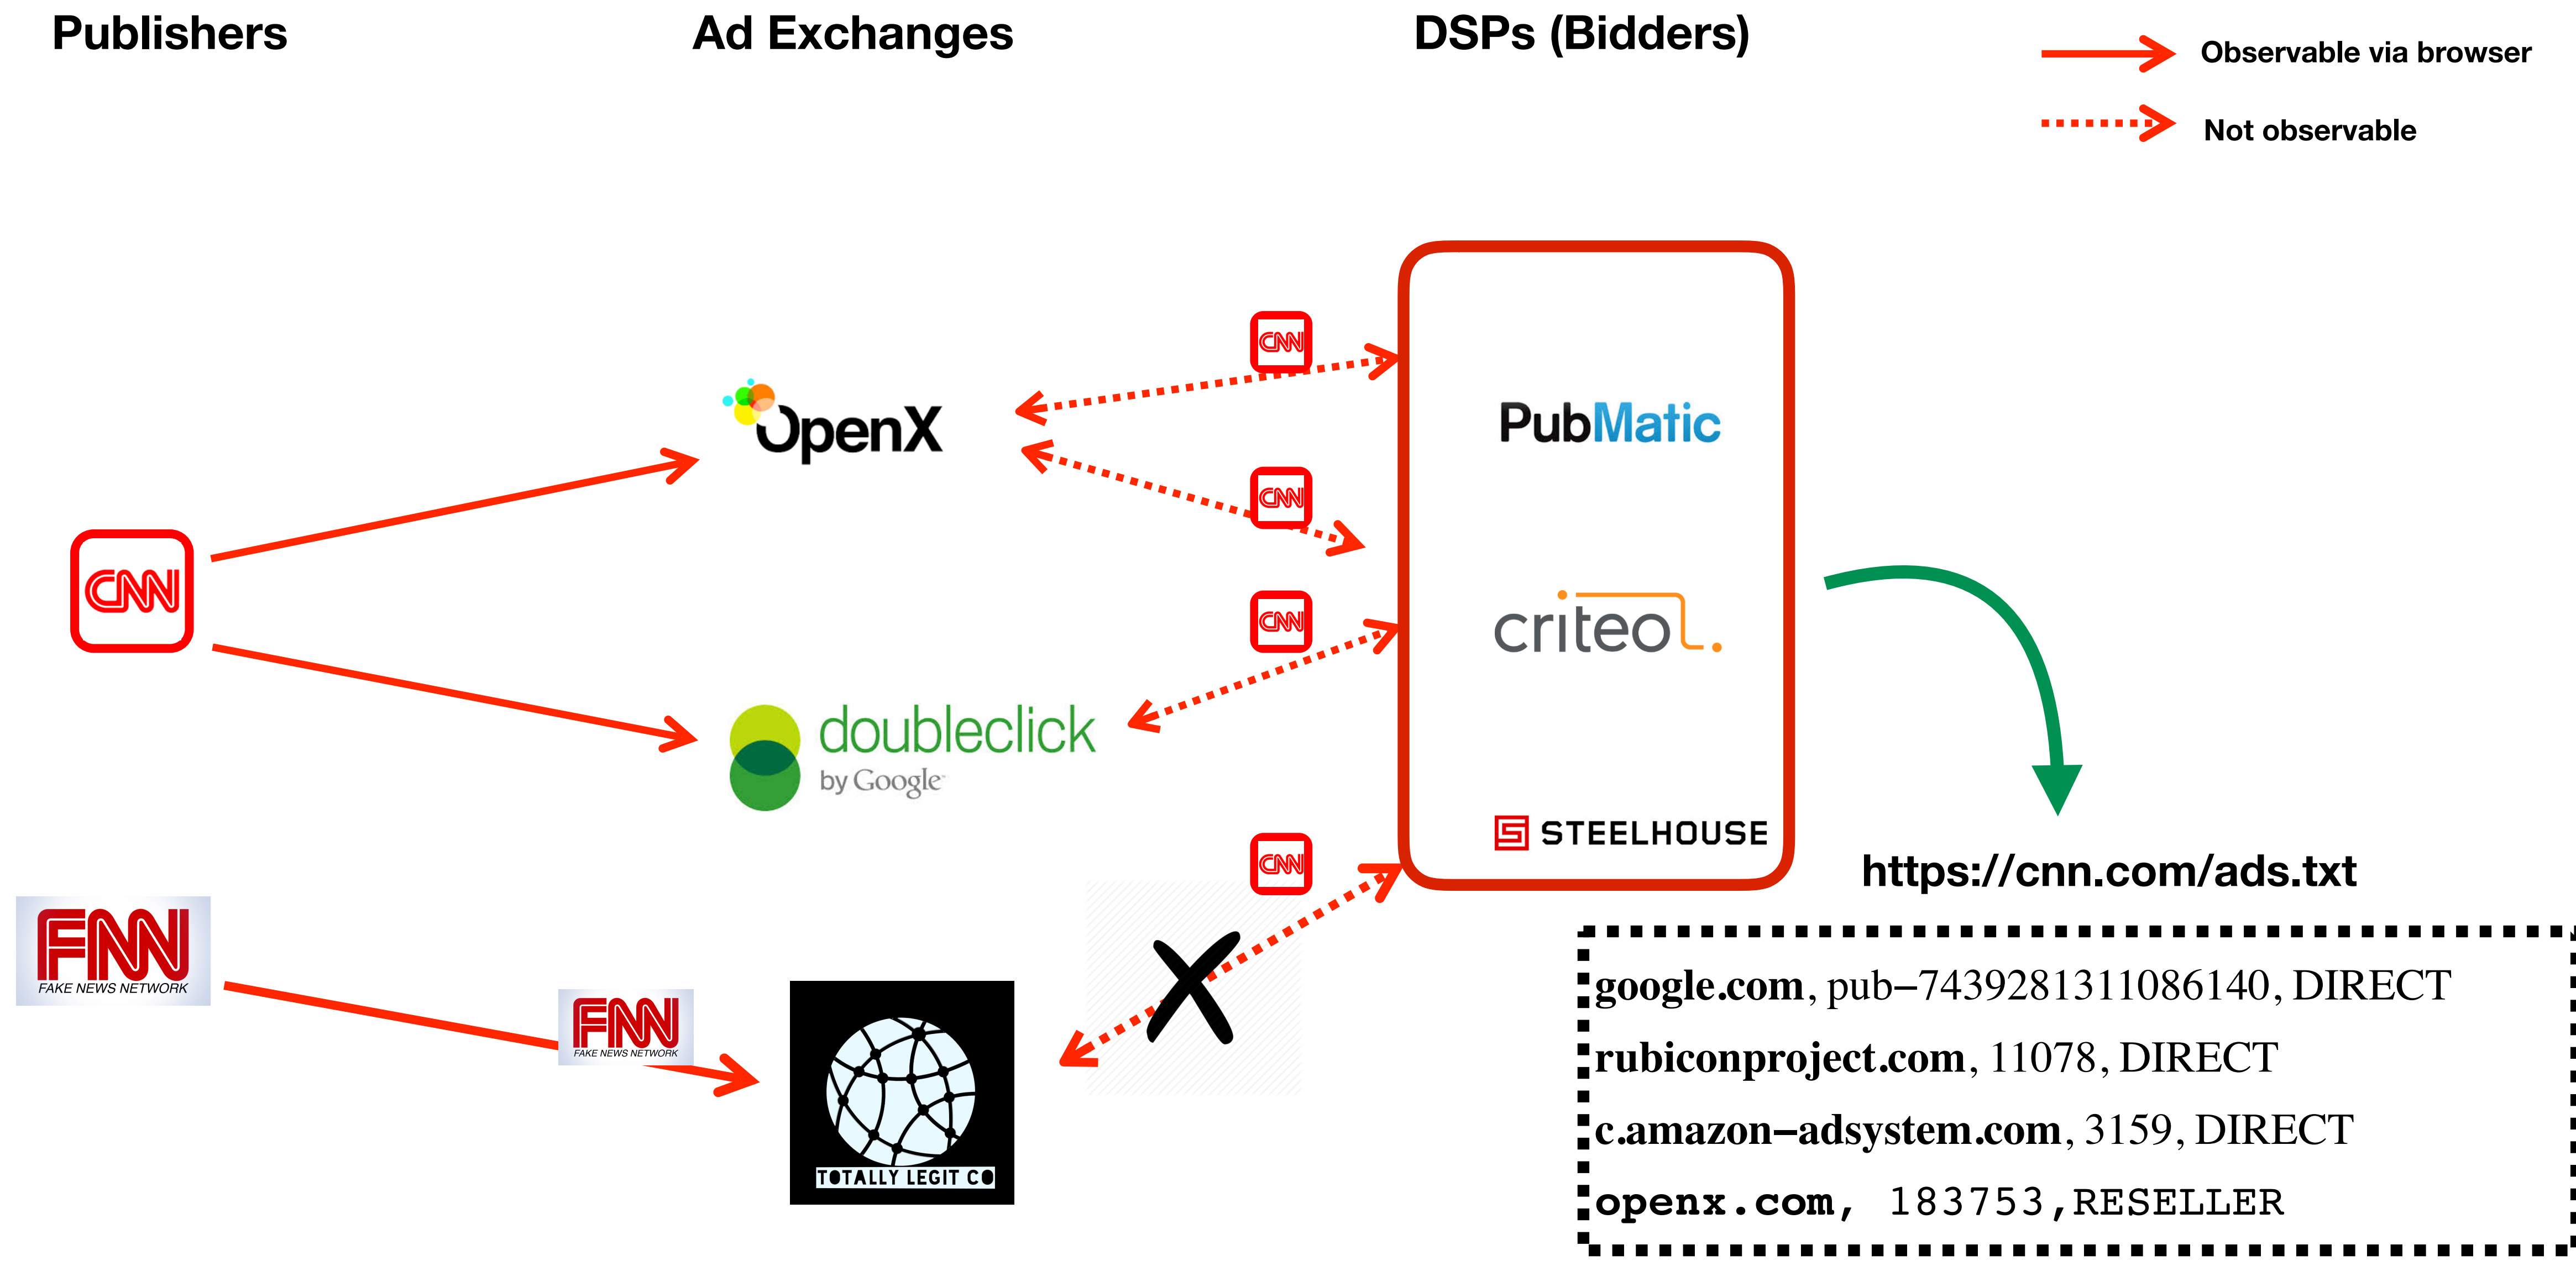 Publishers
Ad Exchanges
DSPs (Bidders)
Observable via browser
Not observable
CNN
OpenX
PubMatic
CNN
CNN
CNN
criteo
CNN
doubleclick
by Google
STEELHOUSE
CNN
https://cnn.com/ads.txt
FNN
FAKE NEWS NETWORK
FNN
FAKE NEWS NETWORK
TOTALLY LEGIT CO
google.com, pub–7439281311086140, DIRECT
rubiconproject.com, 11078, DIRECT
c.amazon–adsystem.com, 3159, DIRECT
openx.com, 183753,RESELLER